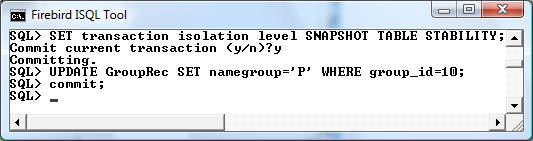 Firebird ISQL Tool
SQL> SET transaction isolation level SNAPSHOT TABLE STABILITY;
Commit current transaction (y/n)?y
Committing.
SQL> UPDATE GroupRec SET namegroup='P' WHERE group_id=10;
SQL> commit;
SQL> _